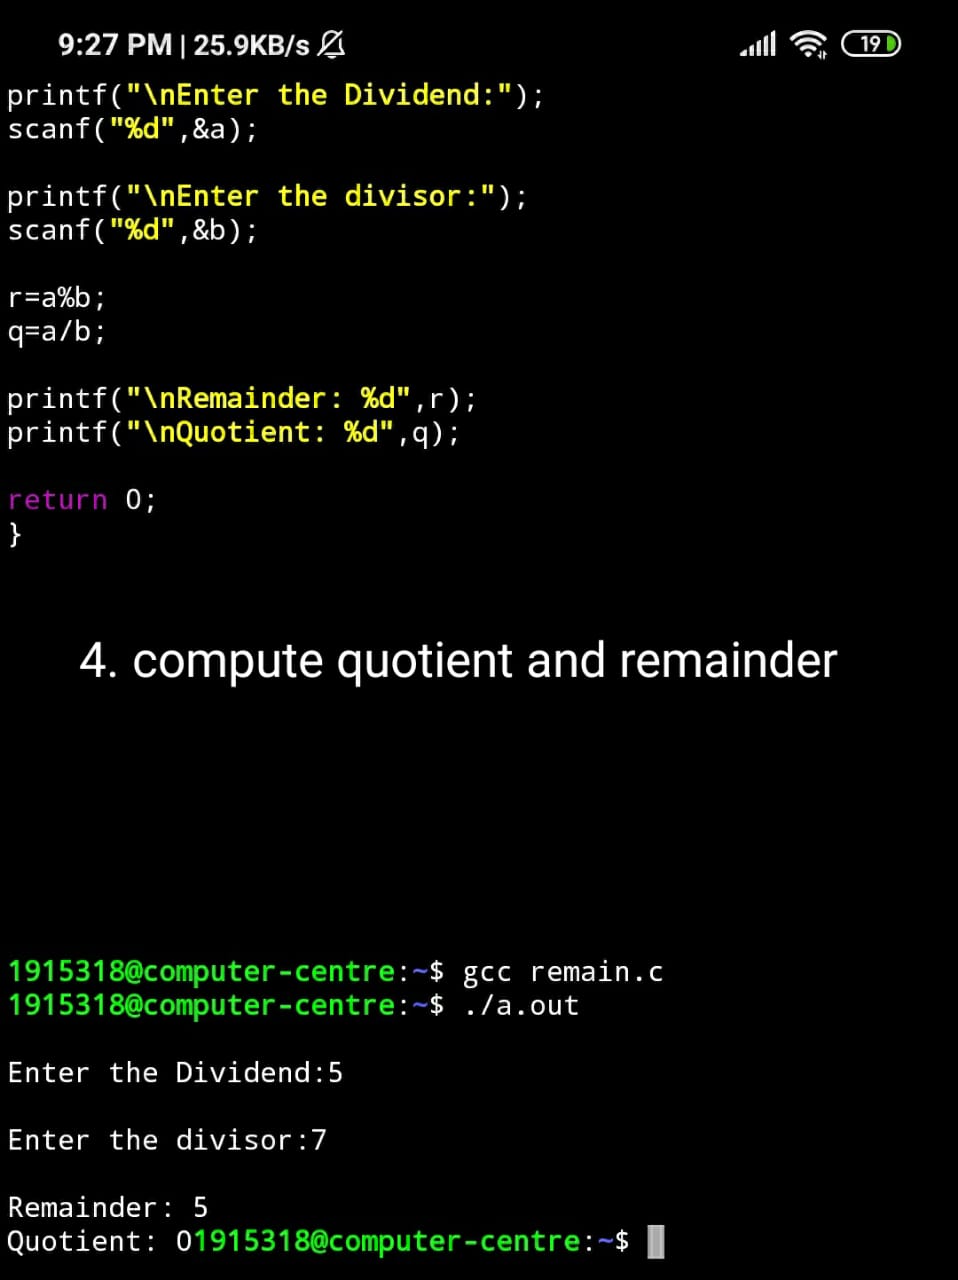 9:27 PM | 25.9KB/s
19
printf("\nEnter the Dividend:");
scanf("%d",&a);
printf("\nEnter the divisor:");
scanf("%d",&b);
r=a%b;
q=a/b;
printf("\nRemainder: %d",r);
printf("\nQuotient: %d",q);
return 0;
}
4. compute quotient and remainder
1915318@computer-centre:~$ gcc remain.c
1915318@computer-centre:~$ ./a.out
Enter the Dividend:5
Enter the divisor:7
Remainder: 5
Quotient: 01915318@computer-centre:~$